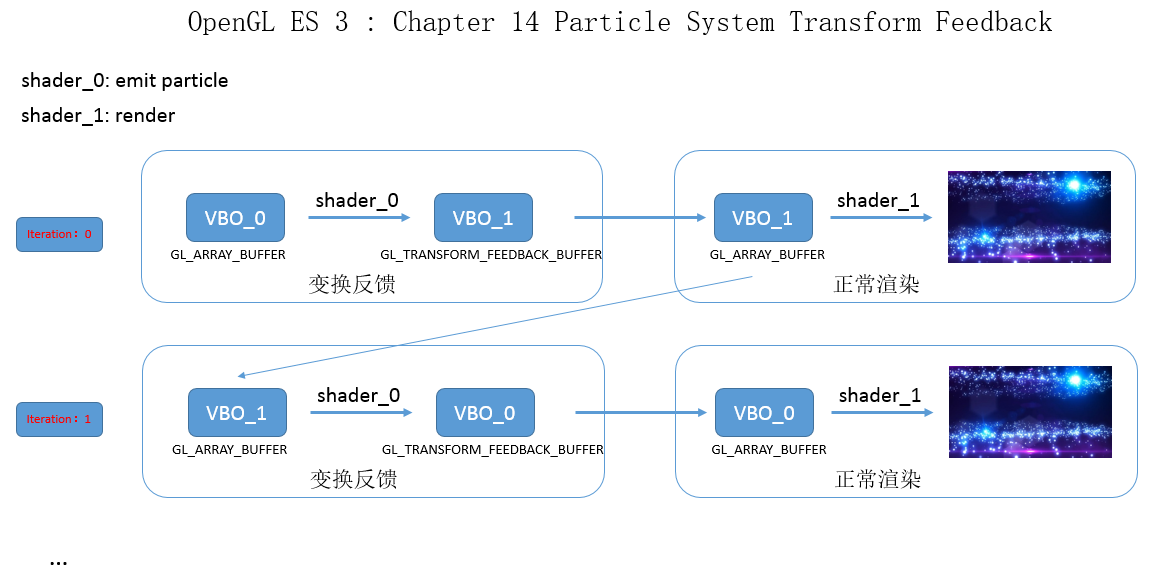 OpenGL ES 3 : Chapter 14 Particle System Transform Feedback
shader_0: emit particle
shader_1: render
Iteration: 0
VBO_0
GL_ARRAY_BUFFER
shader_0
VBO_1
GL_TRANSFORM_FEEDBACK_BUFFER
变换反馈
VBO_1
GL_ARRAY_BUFFER
shader_1
正常渲染
Iteration: 1
VBO_1
GL_ARRAY_BUFFER
shader_0
VBO_0
GL_TRANSFORM_FEEDBACK_BUFFER
变换反馈
VBO_0
GL_ARRAY_BUFFER
shader_1
正常渲染
...